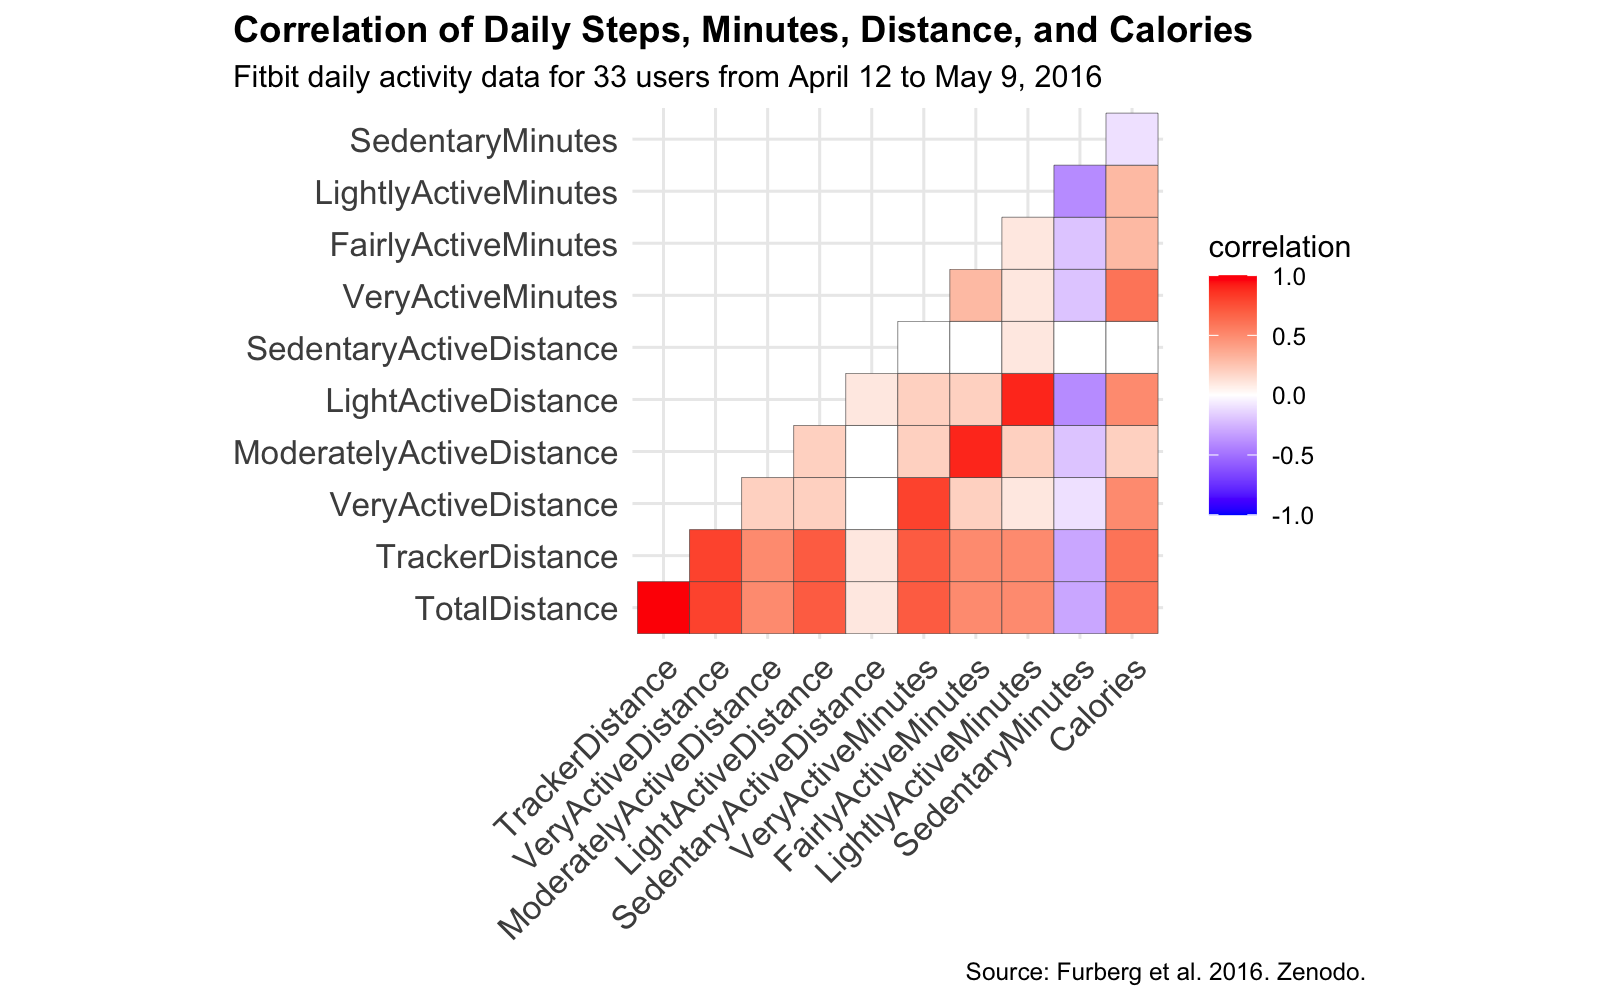 Correlation of Daily Steps, Minutes, Distance, and Calories
Fitbit daily activity data for 33 users from April 12 to May 9, 2016
SedentaryMinutes
LightlyActiveMinutes
FairlyActiveMinutes
VeryActiveMinutes
SedentaryActiveDistance
LightActiveDistance
ModeratelyActiveDistance
VeryActiveDistance
TrackerDistance
TotalDistance
TrackerDistance
VeryActiveDistance
ModeratelyActiveDistance
LightActiveDistance
SedentaryActiveDistance
VeryActiveMinutes
FairlyActiveMinutes
LightlyActiveMinutes
SedentaryMinutes
Calories
correlation
1.0
0.5
0.0
-0.5
-1.0
Source: Furberg et al. 2016. Zenodo.